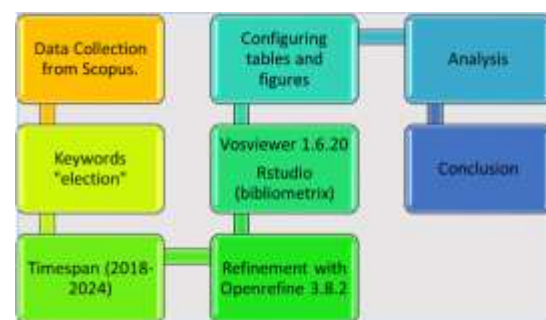 Data Collection
from Scopus.
Keywords
"election"
Timespan (2018-
2024)
Refinement with
Openrefine 3.8.2
Vosviewer 1.6.20
Rstudio
(bibliometrix)
Configuring
tables and
figures
Analysis
Conclusion